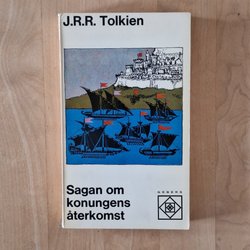 J.R.R. Tolkien
Sagan om
konungens
återkomst